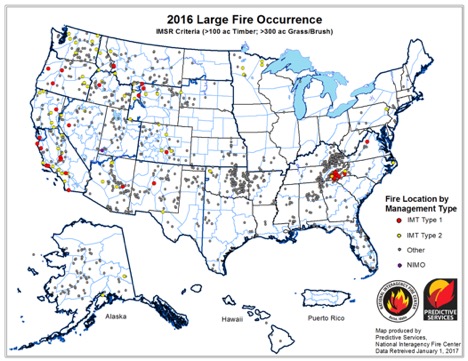 2016 Large Fire Occurrence
IMSR Criteria (>100 ac Timber; >300 ac Grass/Brush)
Fire Location by
Management Type
IMT Type 1
IMT Type 2
Other
NIMO
Alaska
Hawaii
Puerto Rico
NATIONAL INTERAGENCY FIRE CENTER
PREDICTIVE
SERVICES
Map produced by
Predictive Services,
National Interagency Fire Center
Data Retreived January 1, 2017